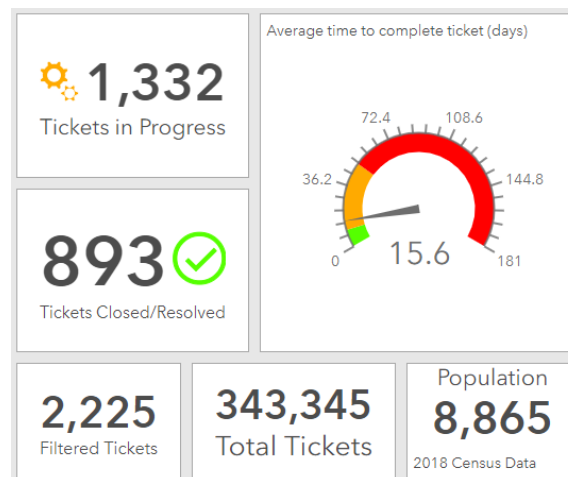 1,332
Tickets in Progress
893
Tickets Closed/Resolved
Average time to complete ticket (days)
72.4
108.6
36.2
144.8
0
15.6
181
2,225
Filtered Tickets
343,345
Total Tickets
Population
8,865
2018 Census Data